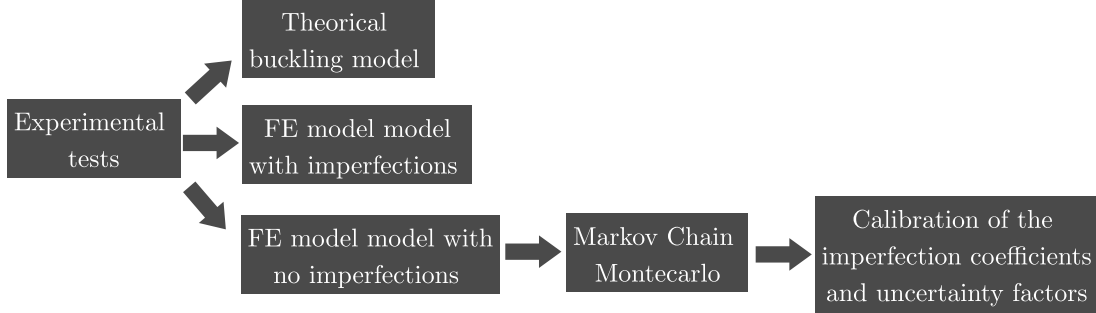 Theorical
buckling model
Experimental
tests
FE model model
with imperfections
FE model model with
no imperfections
Markov Chain
Montecarlo
Calibration of the
imperfection coefficients
and uncertainty factors